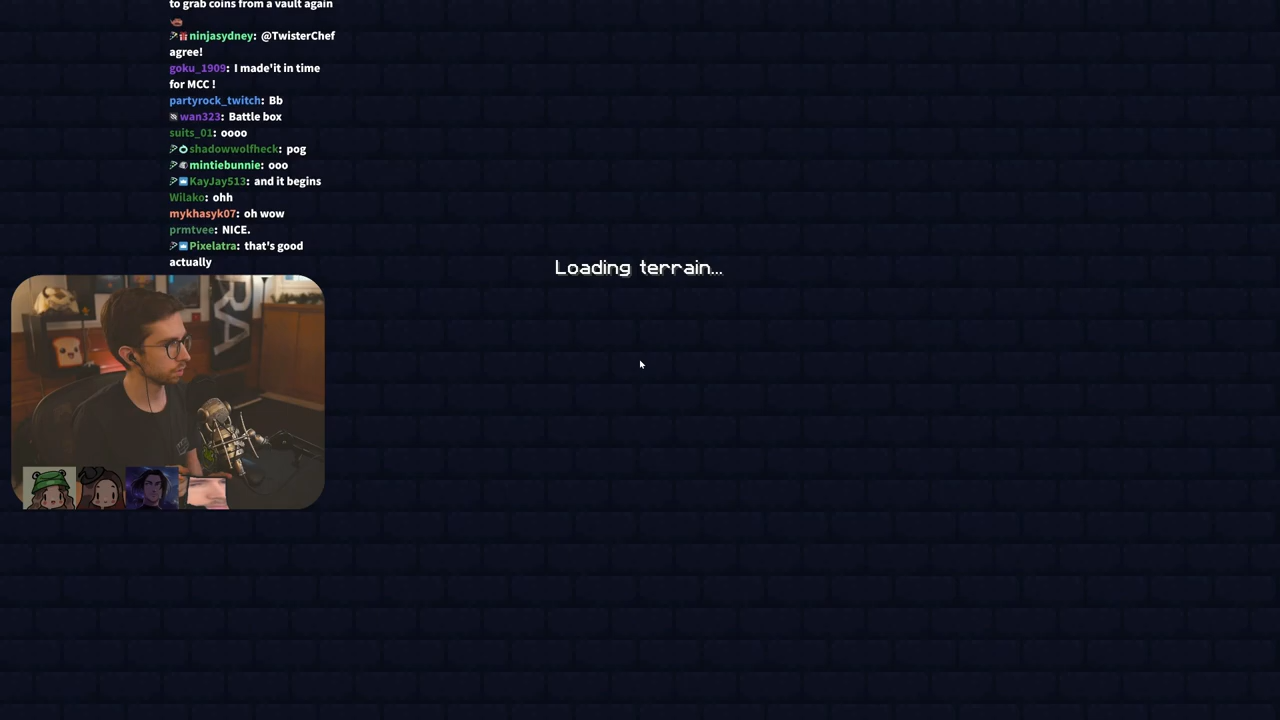 to grab coins from a vault again
ninjasydney: @TwisterChef
agree!
goku_1909: I made'it in time
for MCC !
partyrock_twitch: Bb
wan323: Battle box
suits_01: oooo
shadowwolfheck: pog
mintiebunnie: ooo
KayJay513: and it begins
Wilako: ohh
mykhasyk07: oh wow
prmtvee: NICE.
Pixelatra: that's good
actually
Loading terrain...
RA